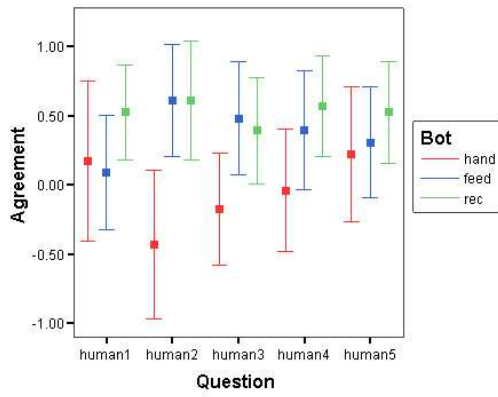 1.00
0.50
0.00
-0.50
-1.00
Agreement
human1 human2 human3 human4 human5
Question
Bot
hand
feed
rec